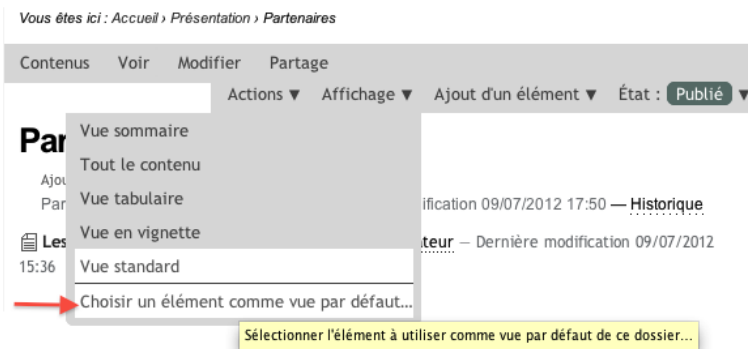 Vous êtes ici : Accueil › Présentation › Partenaires
Contenus Voir Modifier Partage
Actions ▼ Affichage ▼ Ajout d'un élément ▼ État : Publié ▼
Vue sommaire
Tout le contenu
Vue tabulaire
Vue en vignette
Vue standard
Choisir un élément comme vue par défaut...
Sélectionner l'élément à utiliser comme vue par défaut de ce dossier...
Par
Ajou
Par ification 09/07/2012 17:50 — Historique
Les teur — Dernière modification 09/07/2012
15:36